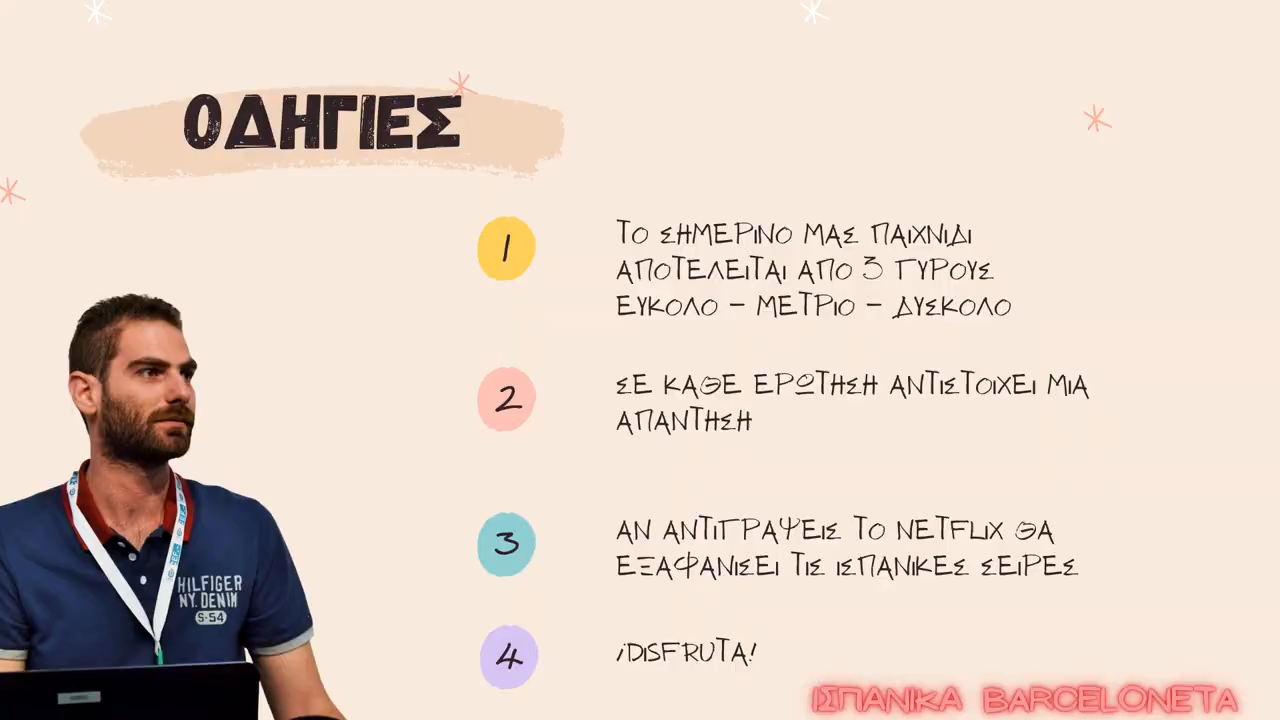 ΟΔΗΓΙΕΣ
1
ΤΟ ΣΗΜΕΡΙΝΟ ΜΑΣ ΠΑΙΧΝΙΔΙ
ΑΠΟΤΕΛΕΙΤΑΙ ΑΠΟ 3 ΓΥΡΟΥΣ
ΕΥΚΟΛΟ - ΜΕΤΡΙΟ - ΔΥΣΚΟΛΟ
2
ΣΕ ΚΑΘΕ ΕΡΩΤΗΣΗ ΑΝΤΙΣΤΟΙΧΕΙ ΜΙΑ
ΑΠΑΝΤΗΣΗ
3
ΑΝ ΑΝΤΙΓΡΑΨΕΙΣ ΤΟ NETFLIX ΘΑ
ΕΞΑΦΑΝΙΣΕΙ ΤΙΣ ΙΣΠΑΝΙΚΕΣ ΣΕΙΡΕΣ
4
¡DISFRUTA!
HILFIGER
NY. DENIM
S-54
ΙΣΠΑΝΙΚΑ BARCELONETA